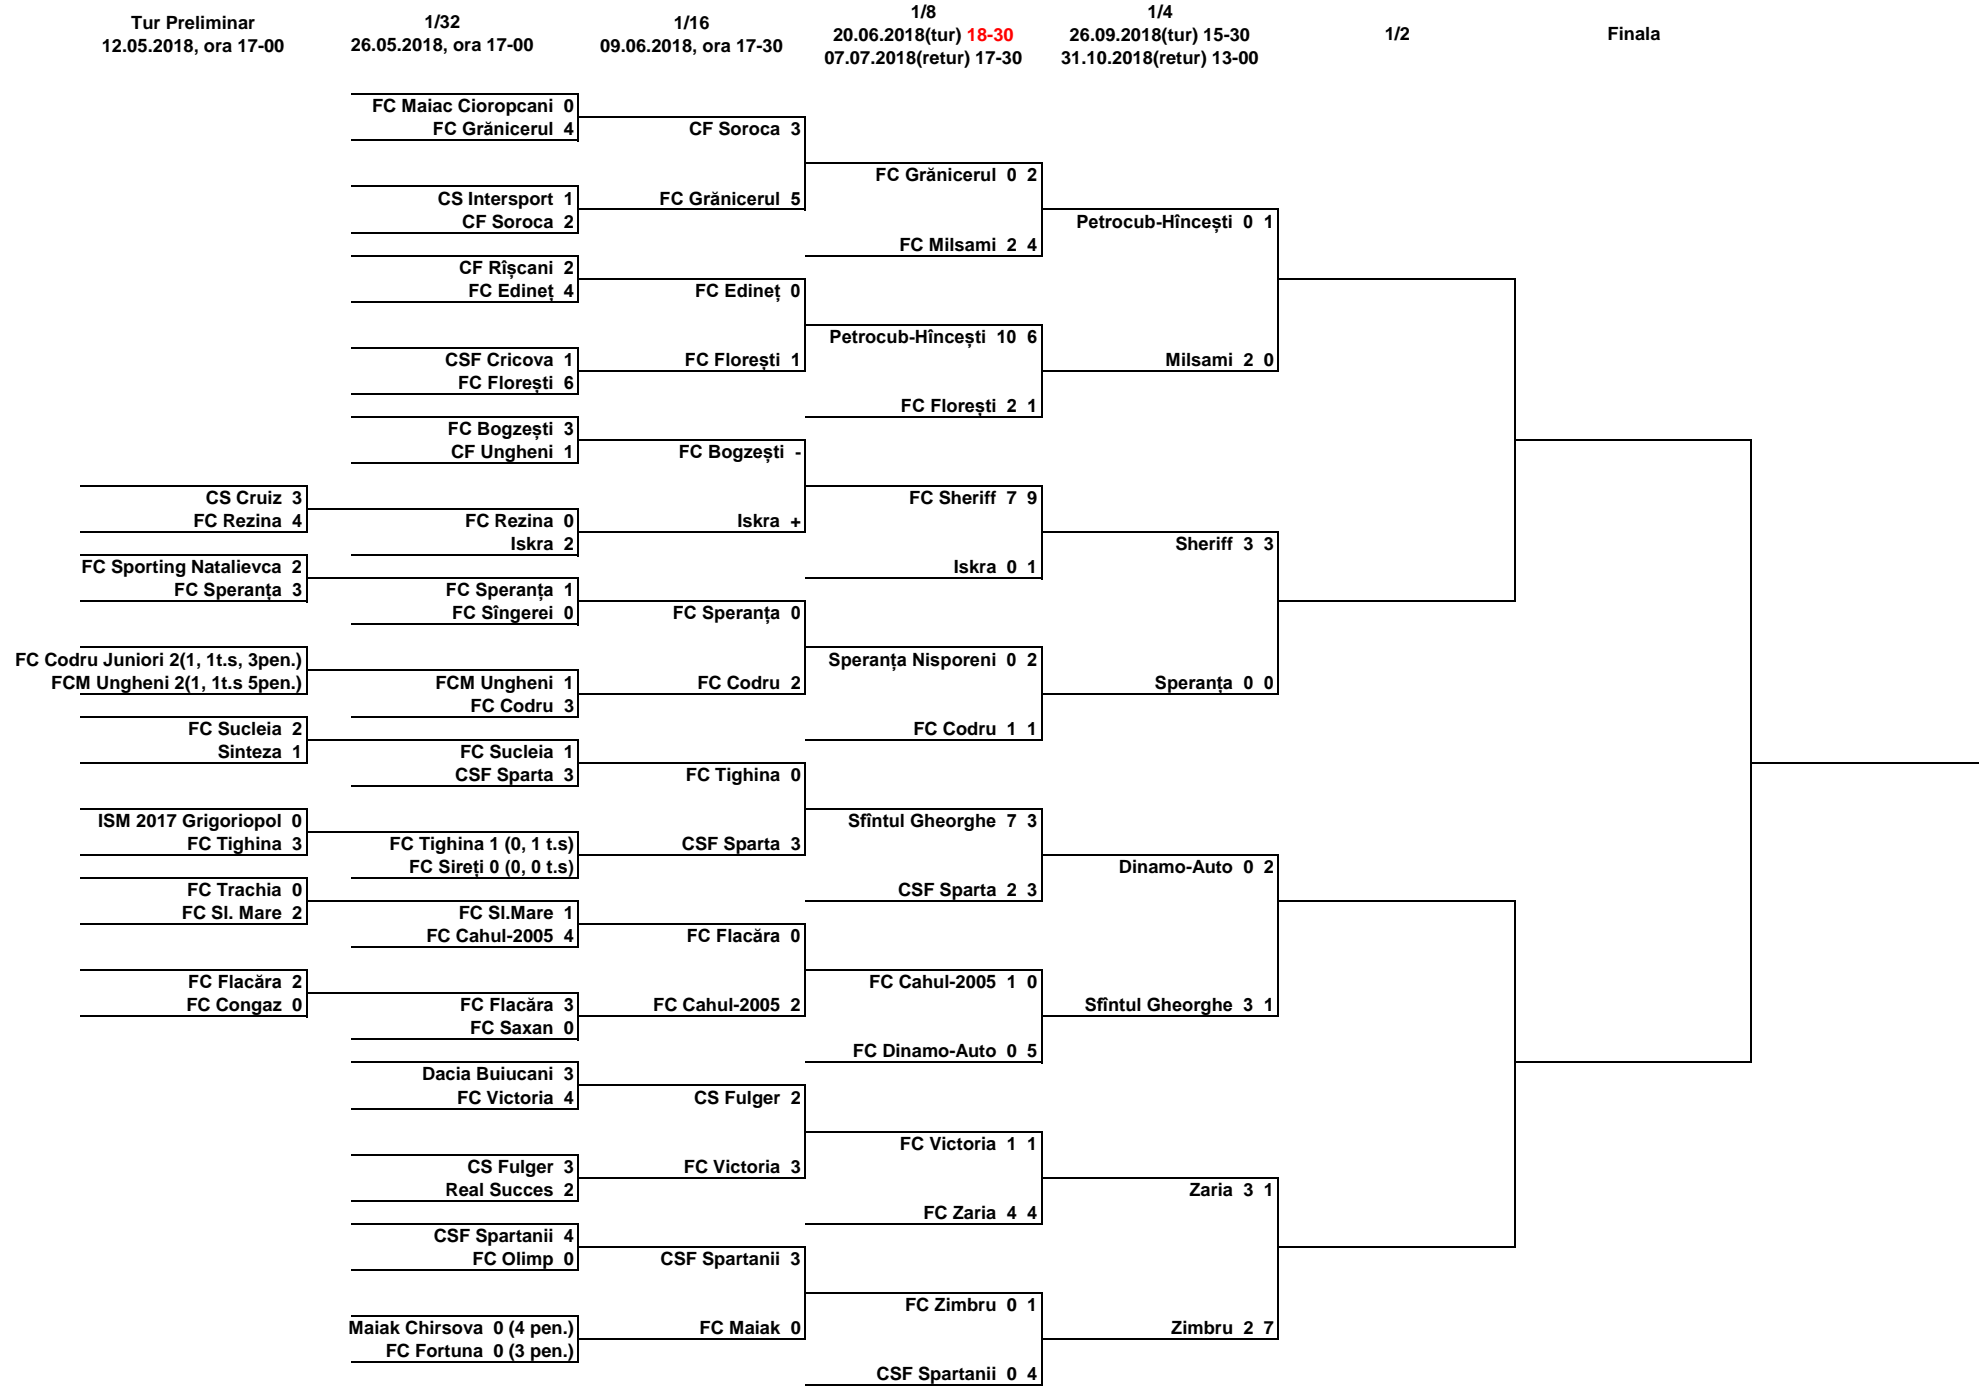 Tur Preliminar
12.05.2018, ora 17-00
1/32
26.05.2018, ora 17-00
1/16
09.06.2018, ora 17-30
1/8
20.06.2018(tur) 18-30
07.07.2018(retur) 17-30
1/4
26.09.2018(tur) 15-30
31.10.2018(retur) 13-00
1/2
Finala
CS Cruiz 3
FC Rezina 4
FC Sporting Natalievca 2
FC Speranța 3
FC Codru Juniori 2(1, 1t.s, 3pen.)
FCM Ungheni 2(1, 1t.s 5pen.)
FC Sucleia 2
Sinteza 1
ISM 2017 Grigoriopol 0
FC Tighina 3
FC Trachia 0
FC Sl. Mare 2
FC Flacăra 2
FC Congaz 0
FC Maiac Cioropcani 0
FC Grănicerul 4
CS Intersport 1
CF Soroca 2
CF Rîșcani 2
FC Edineț 4
CSF Cricova 1
FC Florești 6
FC Bogzești 3
CF Ungheni 1
FC Rezina 0
Iskra 2
FC Speranța 1
FC Sîngerei 0
FCM Ungheni 1
FC Codru 3
FC Sucleia 1
CSF Sparta 3
FC Tighina 1 (0, 1 t.s)
FC Sireți 0 (0, 0 t.s)
FC Sl.Mare 1
FC Cahul-2005 4
FC Flacăra 3
FC Saxan 0
Dacia Buiucani 3
FC Victoria 4
CS Fulger 3
Real Succes 2
CSF Spartanii 4
FC Olimp 0
Maiak Chirsova 0 (4 pen.)
FC Fortuna 0 (3 pen.)
CF Soroca 3
FC Grănicerul 5
FC Edineț 0
FC Florești 1
FC Bogzești -
Iskra +
FC Speranța 0
FC Codru 2
FC Tighina 0
CSF Sparta 3
FC Flacăra 0
FC Cahul-2005 2
CS Fulger 2
FC Victoria 3
CSF Spartanii 3
FC Maiak 0
FC Grănicerul 0 2
FC Milsami 2 4
Petrocub-Hîncești 10 6
FC Florești 2 1
FC Sheriff 7 9
Iskra 0 1
Speranța Nisporeni 0 2
FC Codru 1 1
Sfîntul Gheorghe 7 3
CSF Sparta 2 3
FC Cahul-2005 1 0
FC Dinamo-Auto 0 5
FC Victoria 1 1
FC Zaria 4 4
FC Zimbru 0 1
CSF Spartanii 0 4
Petrocub-Hîncești 0 1
Milsami 2 0
Sheriff 3 3
Speranța 0 0
Dinamo-Auto 0 2
Sfîntul Gheorghe 3 1
Zaria 3 1
Zimbru 2 7